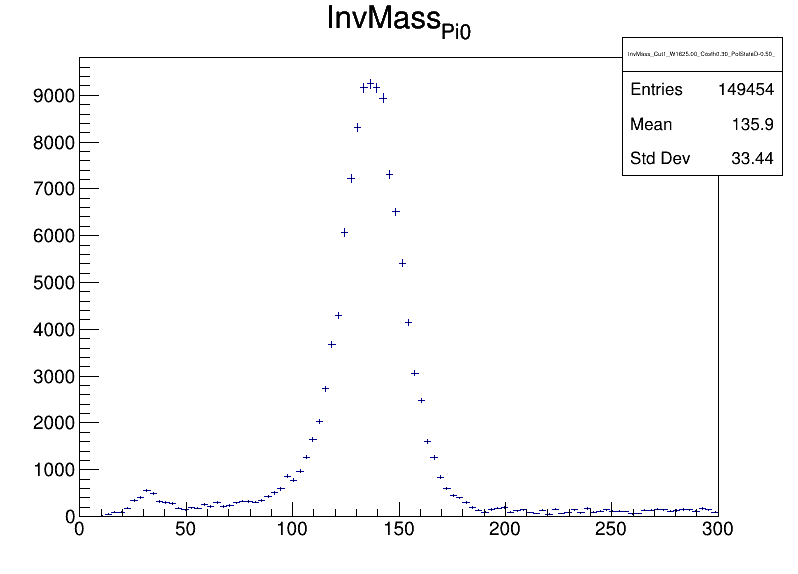 InvMass_Pi0
InvMass_Cut1_W1625.00_Costh0.30_PolStateD-0.50_
Entries 149454
Mean 135.9
Std Dev 33.44
9000
8000
7000
6000
5000
4000
3000
2000
1000
0
0 50 100 150 200 250 300